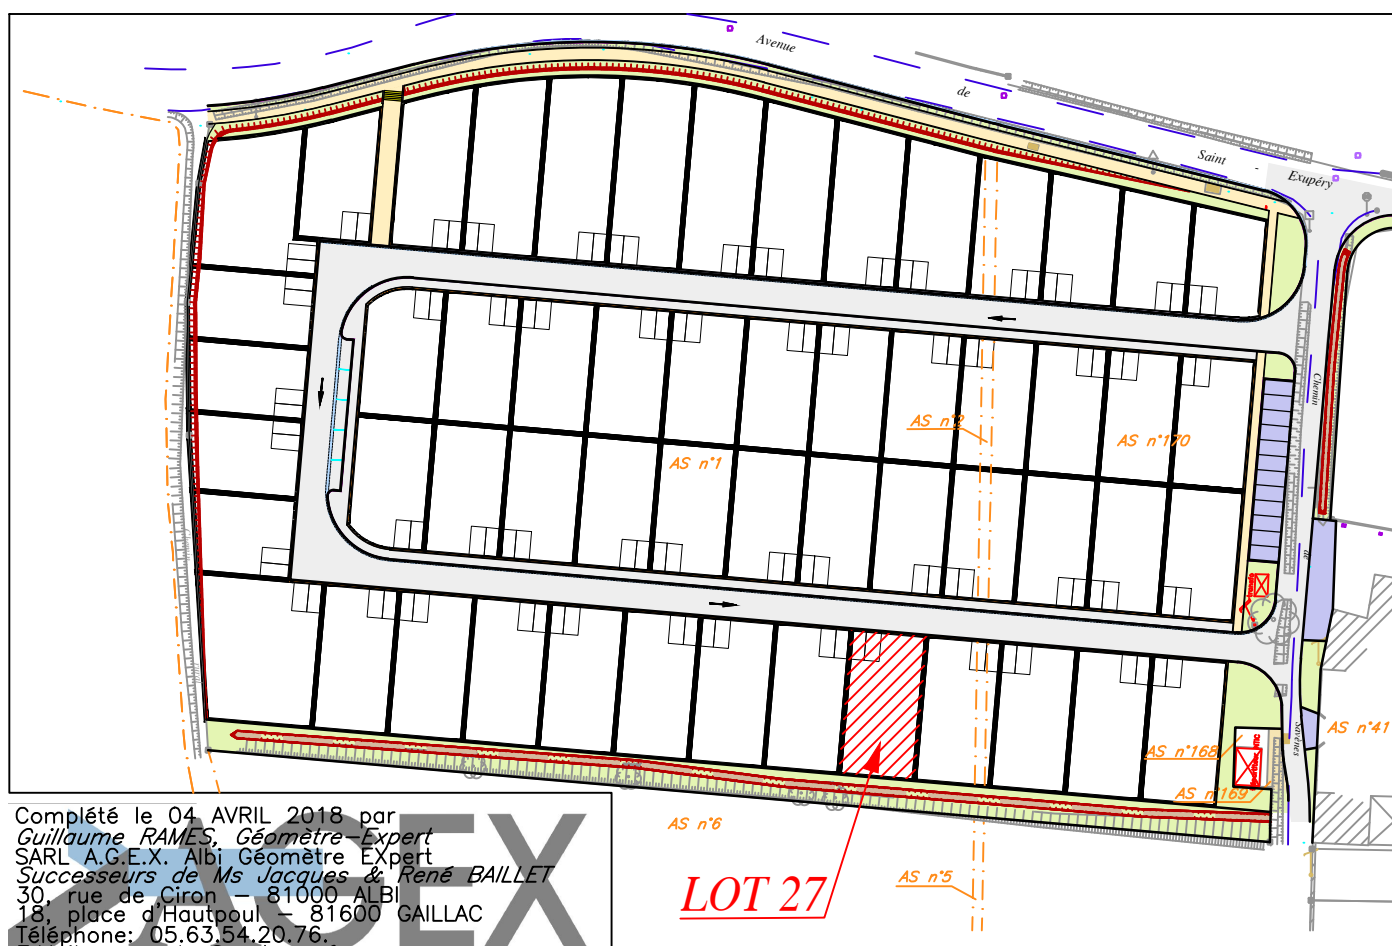 Avenue
de
Saint
-
Exupéry
Chemin
de
Savènes
AS n°2
AS n°170
AS n°1
AS n°41
AS n°168
AS n°169
AS n°6
AS n°5
LOT 27
Complété le 04 AVRIL 2018 par
Guillaume RAMES, Géomètre-Expert
SARL A.G.E.X. Albi Géomètre EXpert
Successeurs de Ms Jacques & René BAILLET
30, rue de Ciron - 81000 ALBI
18, place d'Hautpoul - 81600 GAILLAC
Téléphone: 05.63.54.20.76.
AGEX